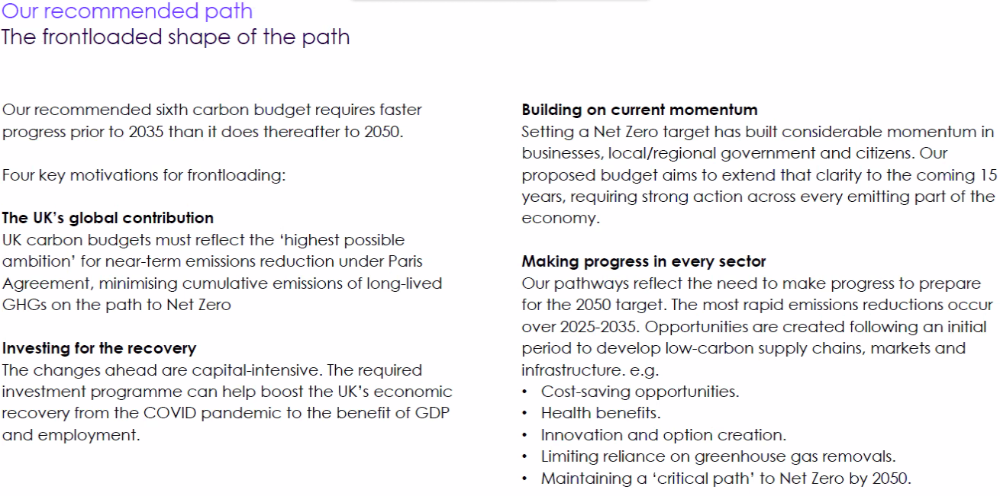 Our recommended path
The frontloaded shape of the path
Our recommended sixth carbon budget requires faster
progress prior to 2035 than it does thereafter to 2050.
Four key motivations for frontloading:
The UK's global contribution
UK carbon budgets must reflect the ‘highest possible
ambition’ for near-term emissions reduction under Paris
Agreement, minimising cumulative emissions of long-lived
GHGs on the path to Net Zero
Investing for the recovery
The changes ahead are capital-intensive. The required
investment programme can help boost the UK's economic
recovery from the COVID pandemic to the benefit of GDP
and employment.
Building on current momentum
Setting a Net Zero target has built considerable momentum in
businesses, local/regional government and citizens. Our
proposed budget aims to extend that clarity to the coming 15
years, requiring strong action across every emitting part of the
economy.
Making progress in every sector
Our pathways reflect the need to make progress to prepare
for the 2050 target. The most rapid emissions reductions occur
over 2025-2035. Opportunities are created following an initial
period to develop low-carbon supply chains, markets and
infrastructure. e.g.
• Cost-saving opportunities.
• Health benefits.
• Innovation and option creation.
• Limiting reliance on greenhouse gas removals.
• Maintaining a ‘critical path’ to Net Zero by 2050.